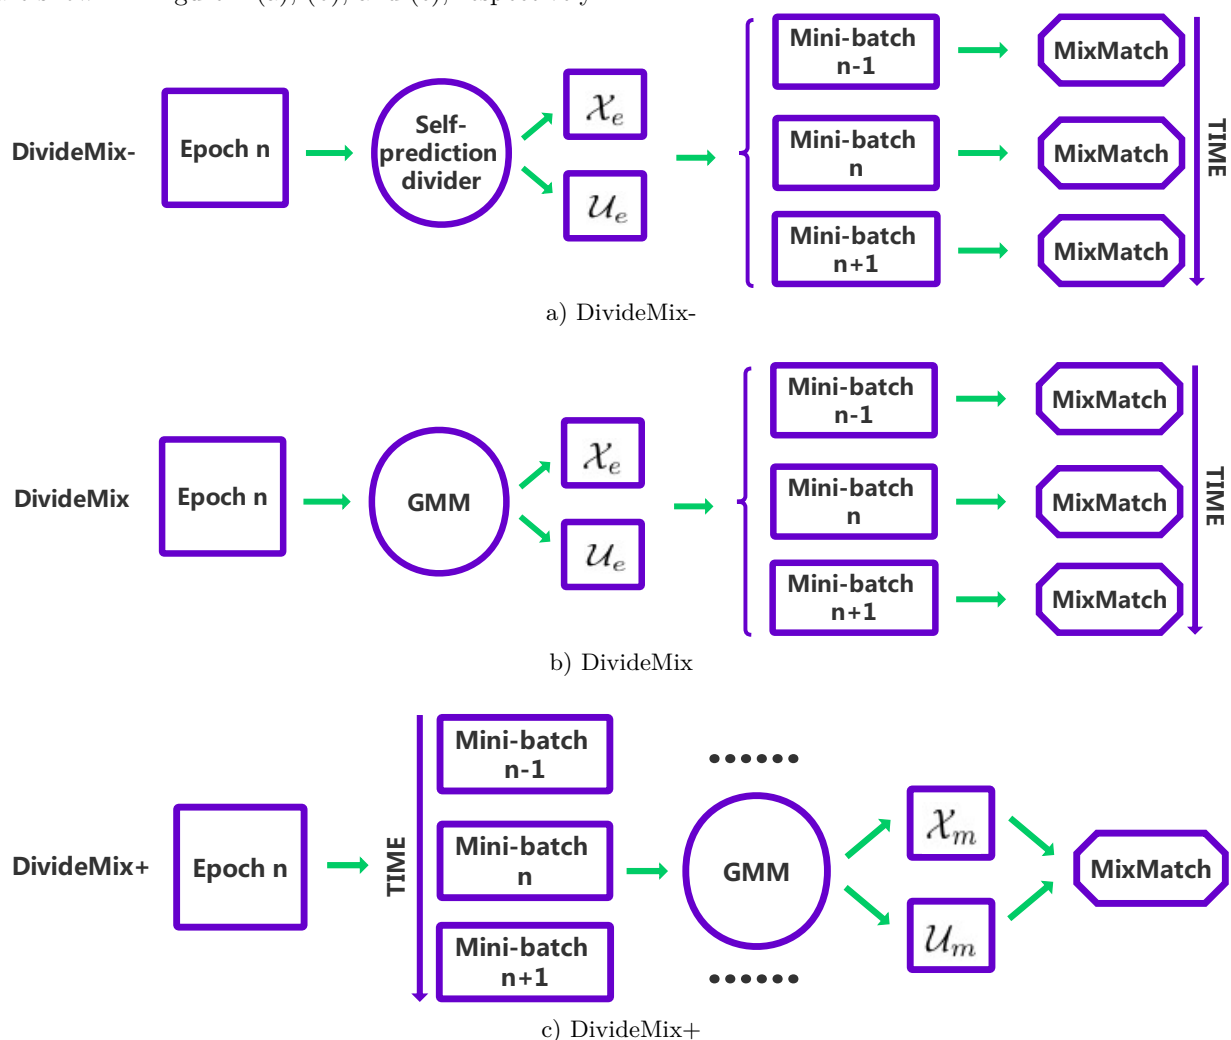 DivideMix-
Epoch n
Self-
prediction
divider
𝒳e
𝒰e
Mini-batch
n-1
MixMatch
Mini-batch
n
MixMatch
Mini-batch
n+1
MixMatch
TIME
a) DivideMix-
DivideMix
Epoch n
GMM
𝒳e
𝒰e
Mini-batch
n-1
MixMatch
Mini-batch
n
MixMatch
Mini-batch
n+1
MixMatch
TIME
b) DivideMix
DivideMix+
Epoch n
TIME
Mini-batch
n-1
Mini-batch
n
Mini-batch
n+1
......
GMM
......
𝒳m
𝒰m
MixMatch
c) DivideMix+